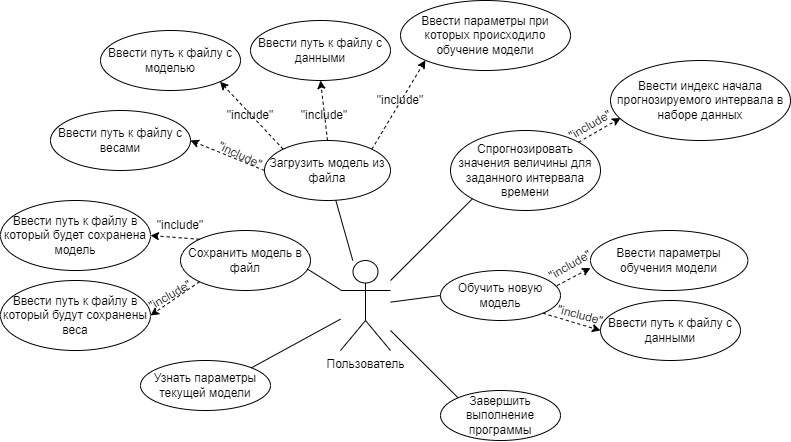 Ввести параметры при
которых происходило
обучение модели
Ввести путь к файлу с
моделью
Ввести путь к файлу с
данными
Ввести индекс начала
прогнозируемого интервала в
наборе данных
"include"
"include"
"include"
"include"
Ввести путь к файлу с
весами
"include"
Загрузить модель из
файла
Спрогнозировать
значения величины для
заданного интервала
времени
Ввести путь к файлу в
который будет сохранена
модель
"include"
Сохранить модель в
файл
Ввести параметры
обучения модели
"include"
Ввести путь к файлу в
который будут сохранены
веса
"include"
Обучить новую
модель
"include"
Ввести путь к файлу с
данными
Пользователь
Узнать параметры
текущей модели
Завершить
выполнение
программы